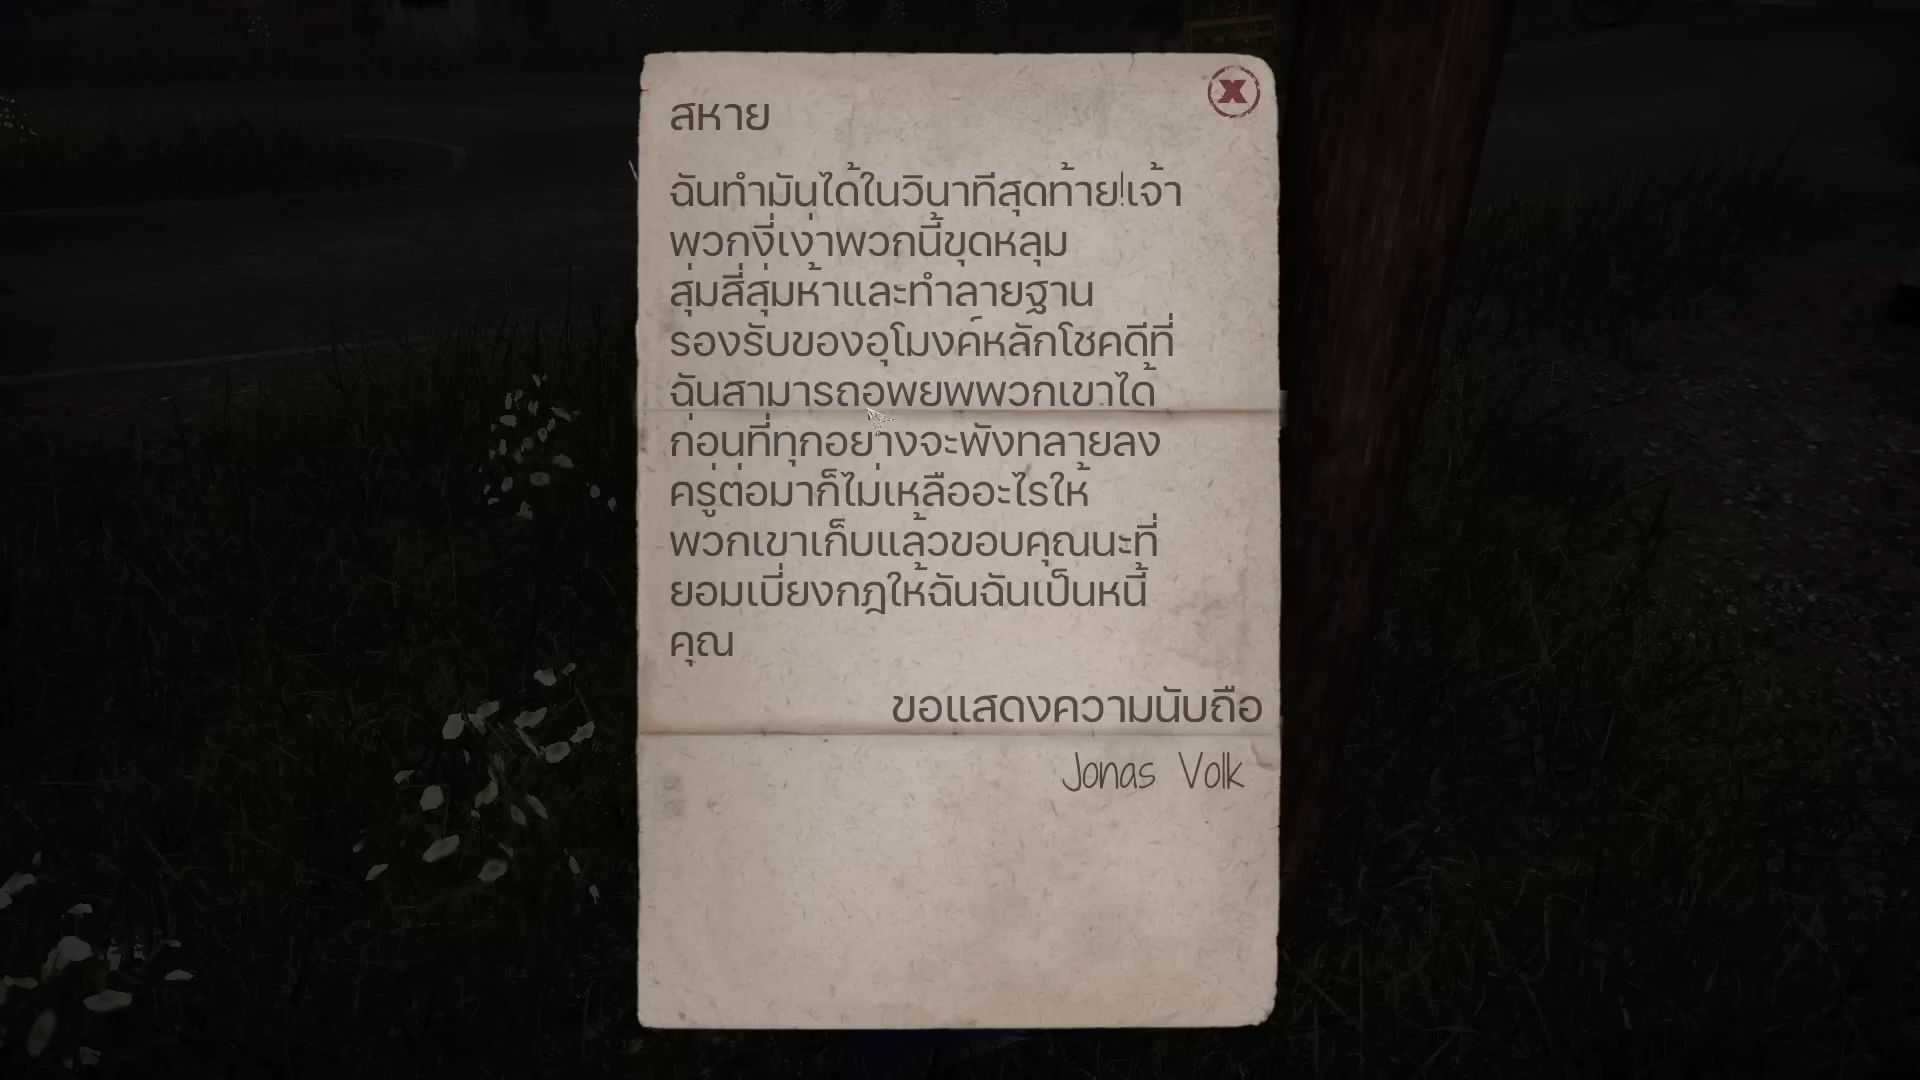 สหาย
ฉันทำมันได้ในวินาทีสุดท้าย!เจ้า
พวกงี่เง่าพวกนี้ขุดหลุม
สุ่มสี่สุ่มห้าและทำลายฐาน
รองรับของอุโมงค์หลักโชคดีที่
ฉันสามารถอพยพพวกเขาได้
ก่อนที่ทุกอย่างจะพังทลายลง
ครู่ต่อมาก็ไม่เหลืออะไรให้
พวกเขาเก็บแล้วขอบคุณนะที่
ยอมเบี่ยงกฎให้ฉันฉันเป็นหนี้
คุณ
ขอแสดงความนับถือ
Jonas Volk